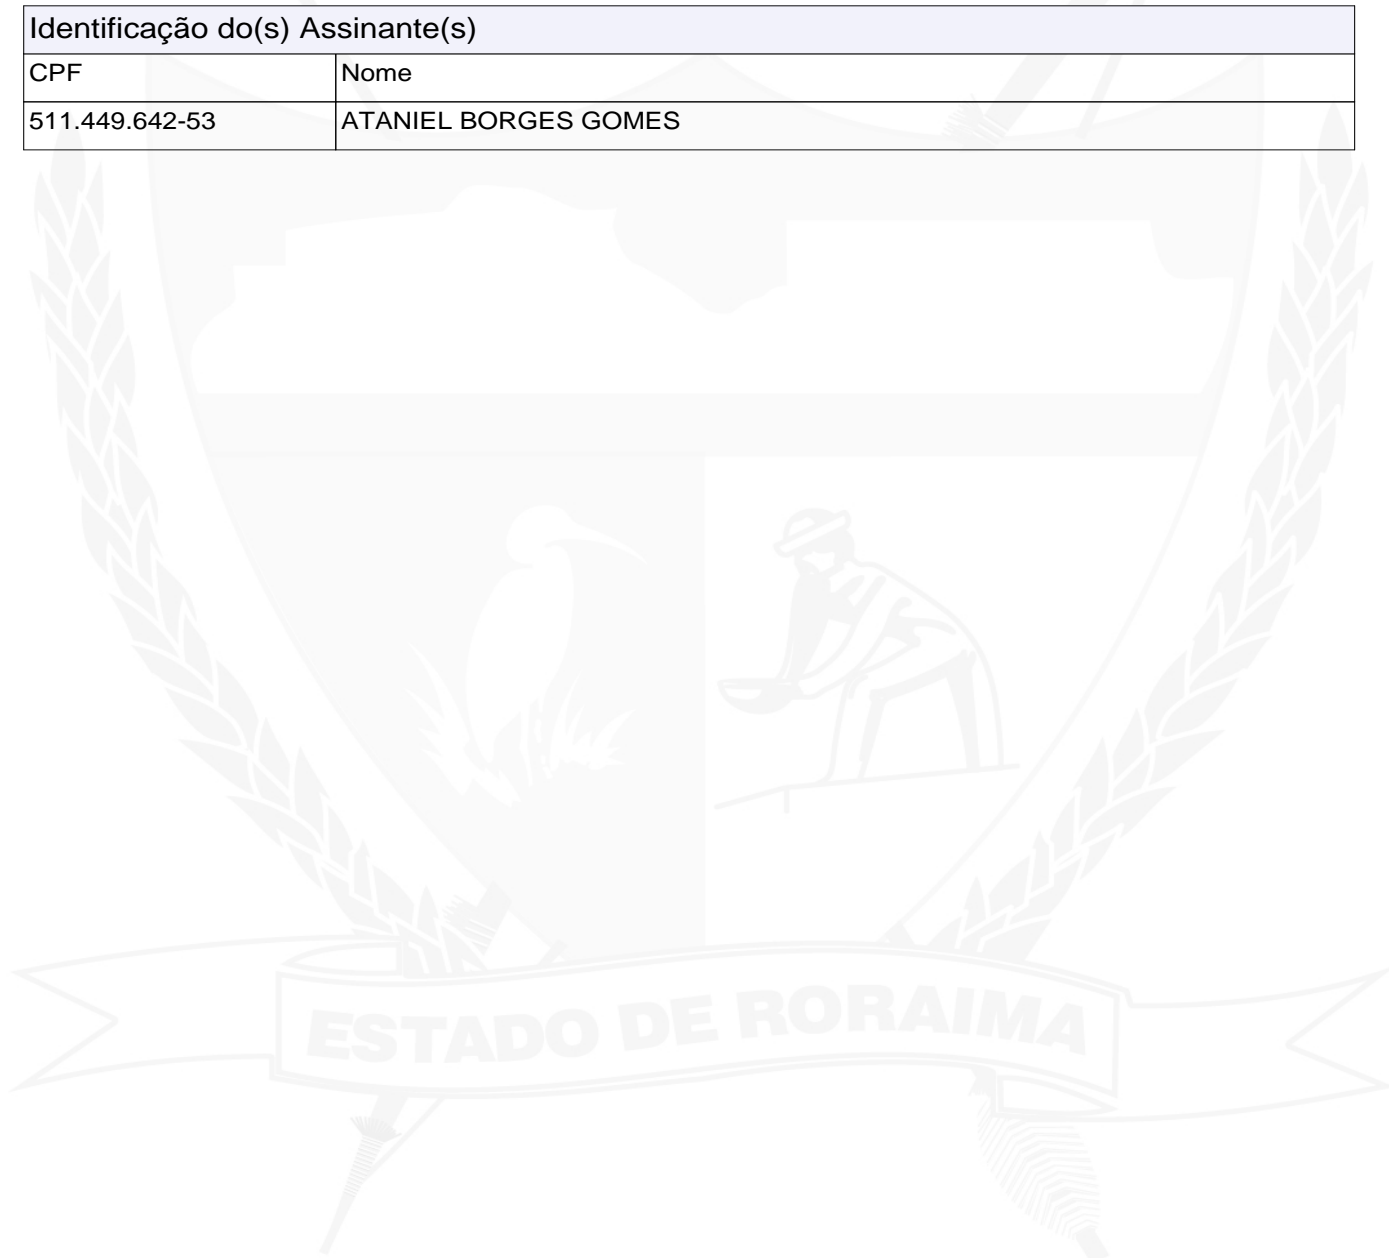 Identificação do(s) Assinante(s)
CPF Nome
511.449.642-53 ATANIEL BORGES GOMES
ESTADO DE RORAIMA